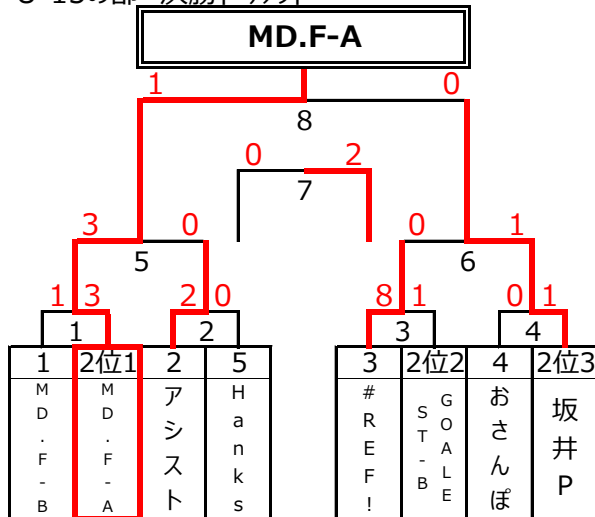 MD.F-A
1 0
8
0 2
7
3 0 0 1
5 6
1 3 2 0 8 1 0 1
1 2 3 4
1 2位1 2 5 3 2位2 4 2位3
MD.F-B
MD.F-A
アシスト
Hanks
#REF!
GOALE
ST-B
おさんぽ
坂井P